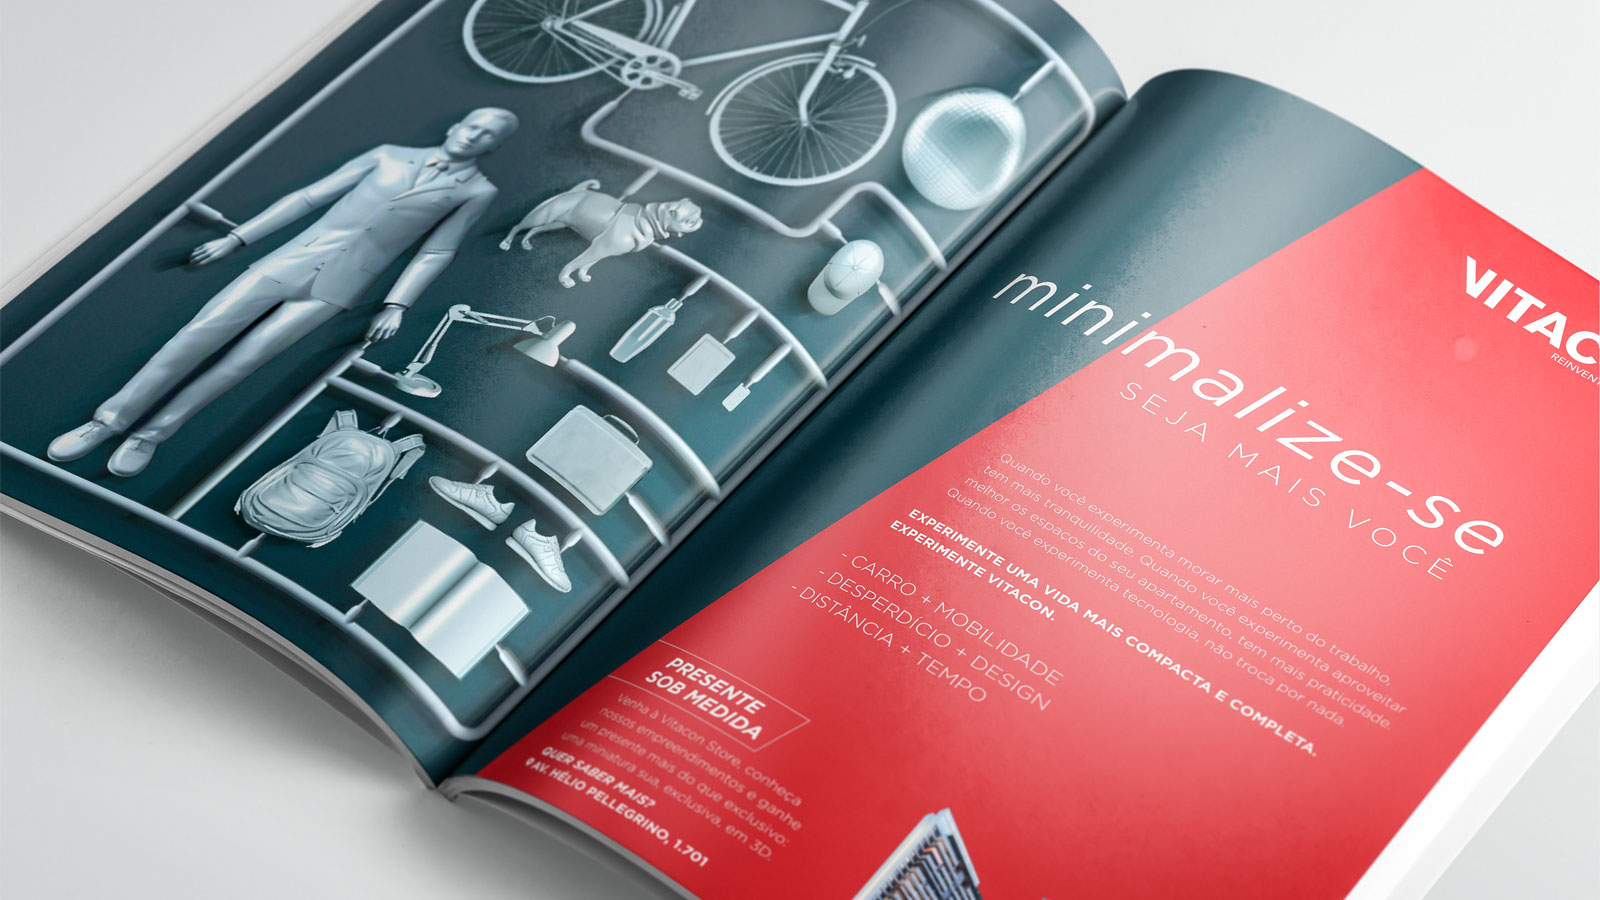 VITAC
REINVENT
minimalize-se
SEJA MAIS VOCÊ
Quando você experimenta morar mais perto do trabalho,
tem mais tranquilidade. Quando você experimenta aproveitar
melhor os espaços do seu apartamento, tem mais praticidade.
Quando você experimenta tecnologia, não troca por nada.
EXPERIMENTE UMA VIDA MAIS COMPACTA E COMPLETA.
EXPERIMENTE VITACON.
- CARRO + MOBILIDADE
- DESPERDÍCIO + DESIGN
- DISTÂNCIA + TEMPO
PRESENTE
SOB MEDIDA
Venha à Vitacon Store, conheça
nossos empreendimentos e ganhe
um presente mais do que exclusivo:
uma miniatura sua, exclusiva, em 3D.
QUER SABER MAIS?
AV. HÉLIO PELLEGRINO, 1.701